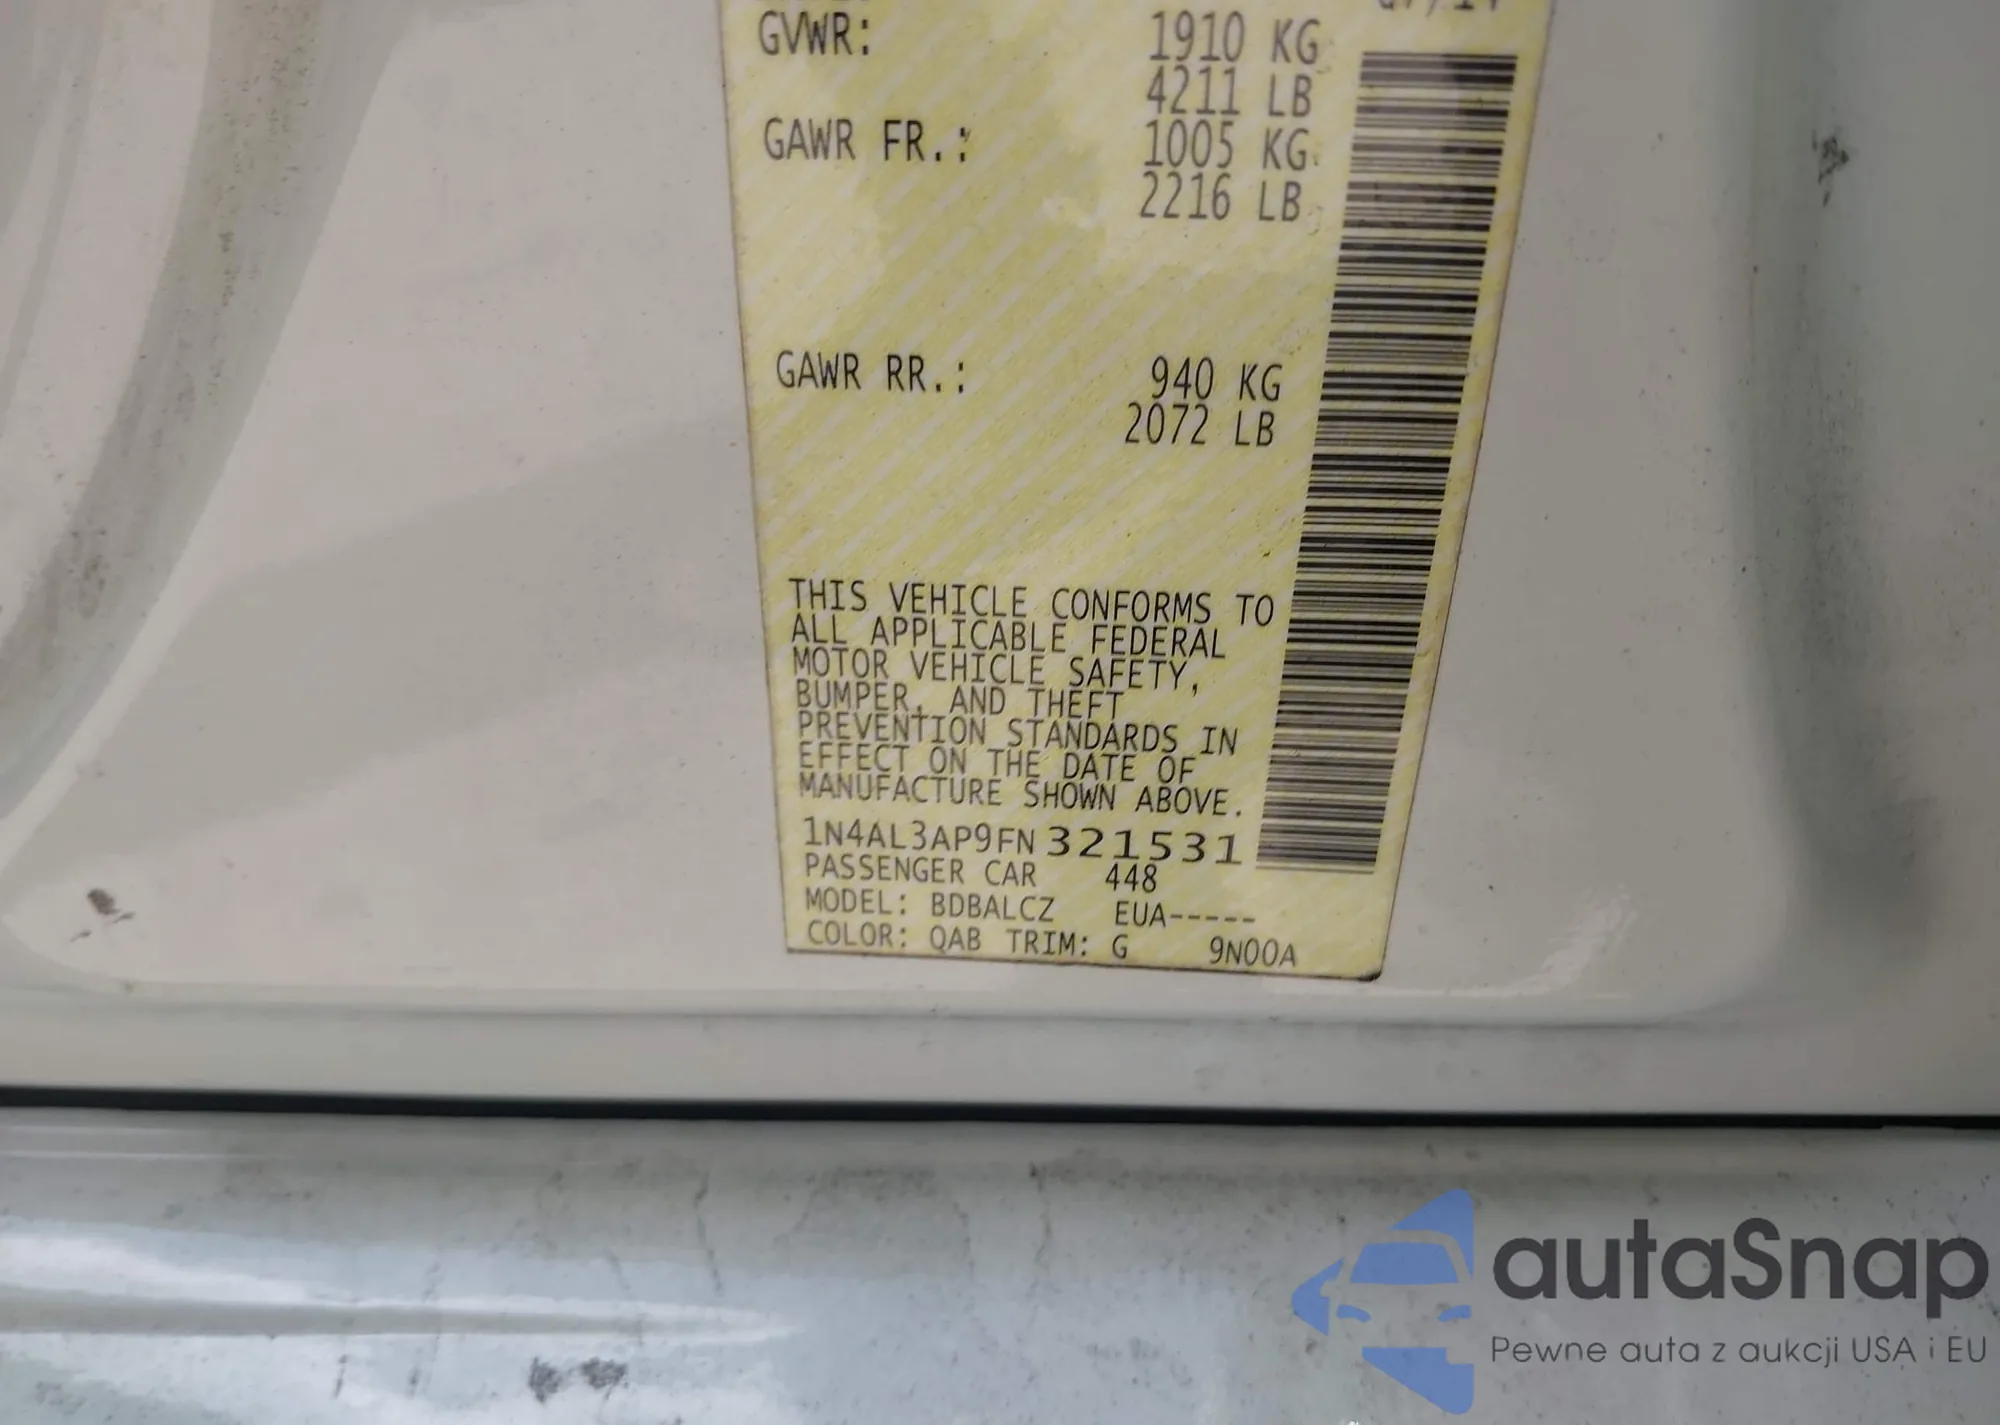 GVWR: 1910 KG
4211 LB
GAWR FR.: 1005 KG
2216 LB
GAWR RR.: 940 KG
2072 LB
THIS VEHICLE CONFORMS TO
ALL APPLICABLE FEDERAL
MOTOR VEHICLE SAFETY,
BUMPER, AND THEFT
PREVENTION STANDARDS IN
EFFECT ON THE DATE OF
MANUFACTURE SHOWN ABOVE.
1N4AL3AP9FN321531
PASSENGER CAR 448
MODEL: BDBALCZ EUA-----
COLOR: QAB TRIM: G 9N00A
autaSnap
Pewne auta z aukcji USA i EU